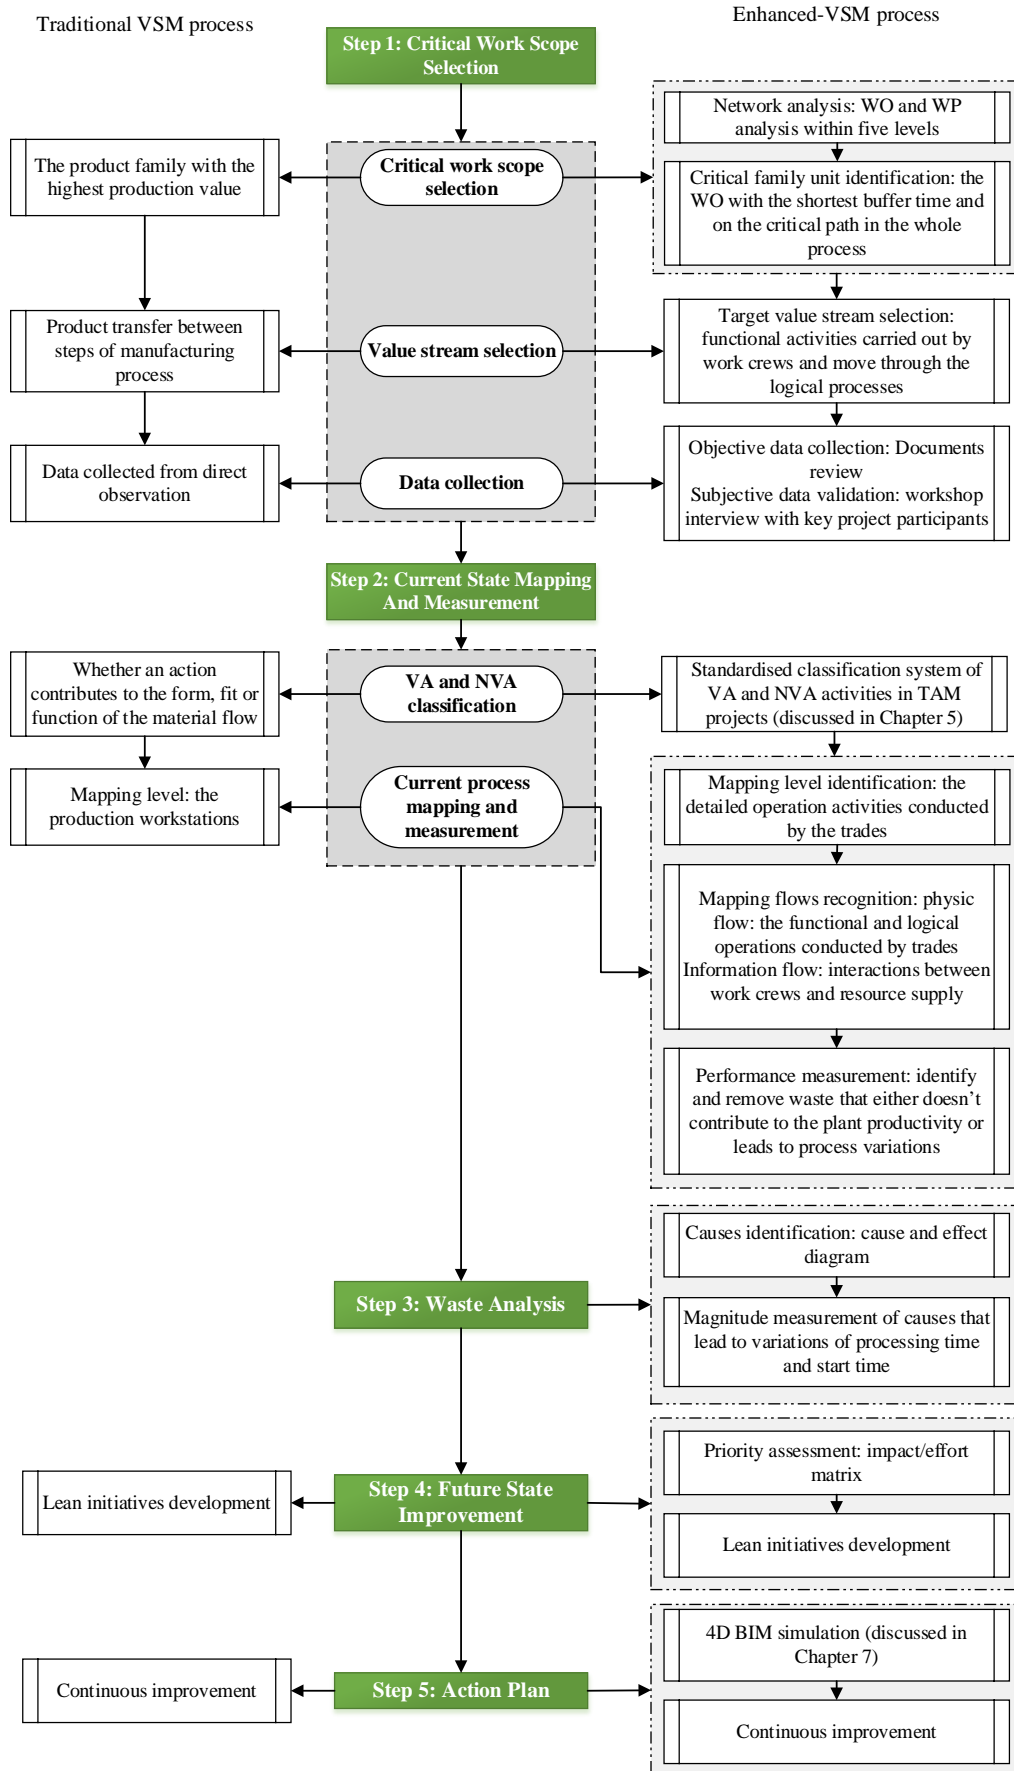 Traditional VSM process
Enhanced-VSM process
Step 1: Critical Work Scope
Selection
Network analysis: WO and WP
analysis within five levels
The product family with the
highest production value
Critical work scope
selection
Critical family unit identification: the
WO with the shortest buffer time and
on the critical path in the whole
process
Product transfer between
steps of manufacturing
process
Value stream selection
Target value stream selection:
functional activities carried out by
work crews and move through the
logical processes
Data collected from direct
observation
Data collection
Objective data collection: Documents
review
Subjective data validation: workshop
interview with key project participants
Step 2: Current State Mapping
And Measurement
Whether an action
contributes to the form, fit or
function of the material flow
VA and NVA
classification
Standardised classification system of
VA and NVA activities in TAM
projects (discussed in Chapter 5)
Mapping level: the
production workstations
Current process
mapping and
measurement
Mapping level identification: the
detailed operation activities conducted
by the trades
Mapping flows recognition: physic
flow: the functional and logical
operations conducted by trades
Information flow: interactions between
work crews and resource supply
Performance measurement: identify
and remove waste that either doesn’t
contribute to the plant productivity or
leads to process variations
Step 3: Waste Analysis
Causes identification: cause and effect
diagram
Magnitude measurement of causes that
lead to variations of processing time
and start time
Lean initiatives development
Step 4: Future State
Improvement
Priority assessment: impact/effort
matrix
Lean initiatives development
Continuous improvement
Step 5: Action Plan
4D BIM simulation (discussed in
Chapter 7)
Continuous improvement